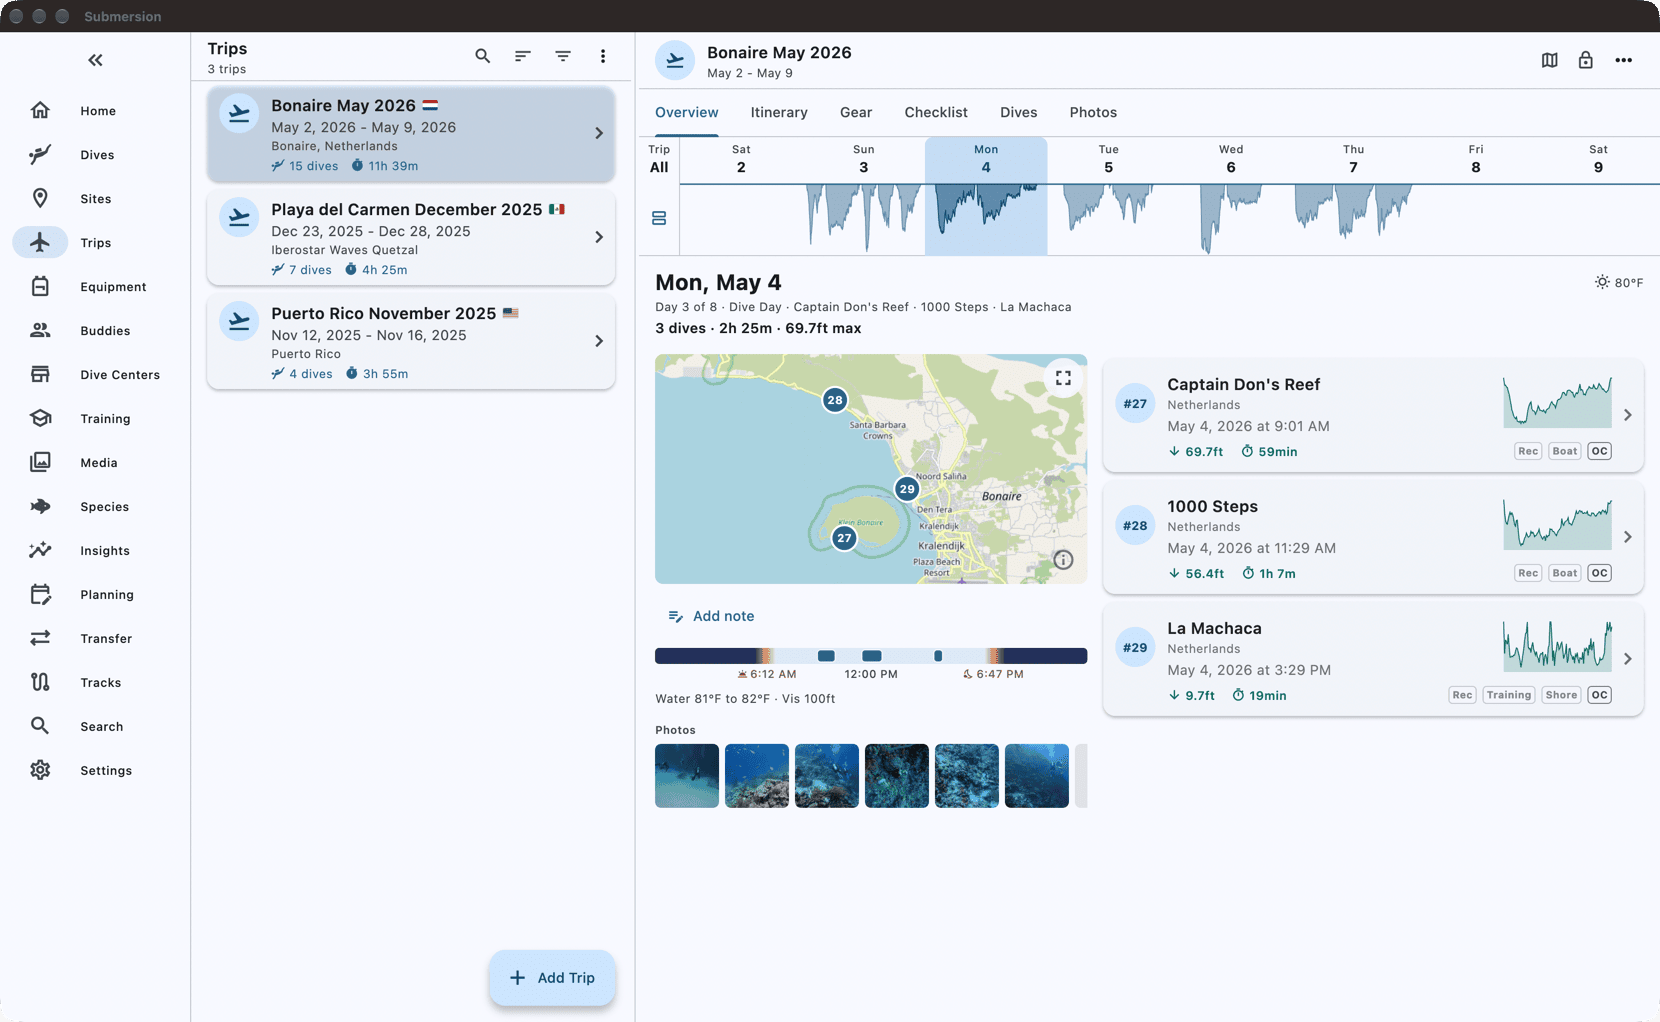 Submersion
Home
Dives
Sites
Trips
Equipment
Buddies
Dive Centers
Training
Media
Species
Insights
Planning
Transfer
Tracks
Search
Settings
Trips
3 trips
Bonaire May 2026
May 2, 2026 - May 9, 2026
Bonaire, Netherlands
15 dives 11h 39m
Playa del Carmen December 2025
Dec 23, 2025 - Dec 28, 2025
Iberostar Waves Quetzal
7 dives 4h 25m
Puerto Rico November 2025
Nov 12, 2025 - Nov 16, 2025
Puerto Rico
4 dives 3h 55m
+ Add Trip
Bonaire May 2026
May 2 - May 9
Overview Itinerary Gear Checklist Dives Photos
Trip Sat Sun Mon Tue Wed Thu Fri Sat
All 2 3 4 5 6 7 8 9
Mon, May 4
80°F
Day 3 of 8 · Dive Day · Captain Don's Reef · 1000 Steps · La Machaca
3 dives · 2h 25m · 69.7ft max
28
Santa Barbara
Crowns
Noord Saliña
29
Bonaire
Den Tera
Klein Bonaire
Kralendijk
27
Kralendijk
Plaza Beach
Resort
Add note
6:12 AM 12:00 PM 6:47 PM
Water 81°F to 82°F · Vis 100ft
Photos
#27
Captain Don's Reef
Netherlands
May 4, 2026 at 9:01 AM
69.7ft 59min
Rec Boat OC
#28
1000 Steps
Netherlands
May 4, 2026 at 11:29 AM
56.4ft 1h 7m
Rec Boat OC
#29
La Machaca
Netherlands
May 4, 2026 at 3:29 PM
9.7ft 19min
Rec Training Shore OC